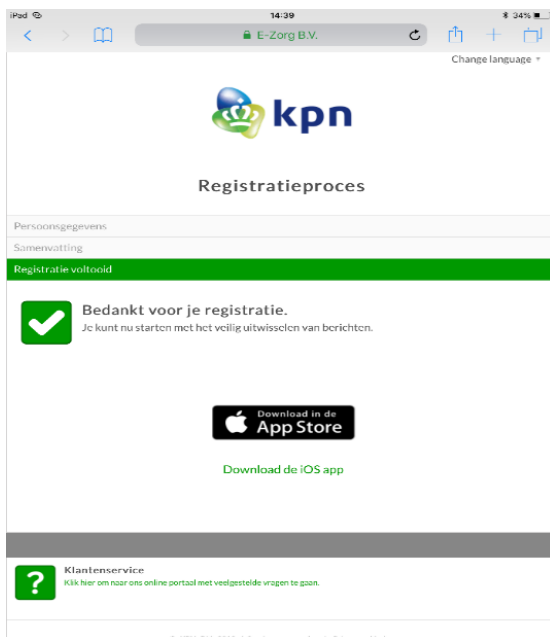 iPad
14:39
34%
E-Zorg B.V.
Change language
kpn
Registratieproces
Persoonsgegevens
Samenvatting
Registratie voltooid
Bedankt voor je registratie.
Je kunt nu starten met het veilig uitwisselen van berichten.
Download in de
App Store
Download de iOS app
?
Klantenservice
Klik hier om naar ons online portaal met veelgestelde vragen te gaan.